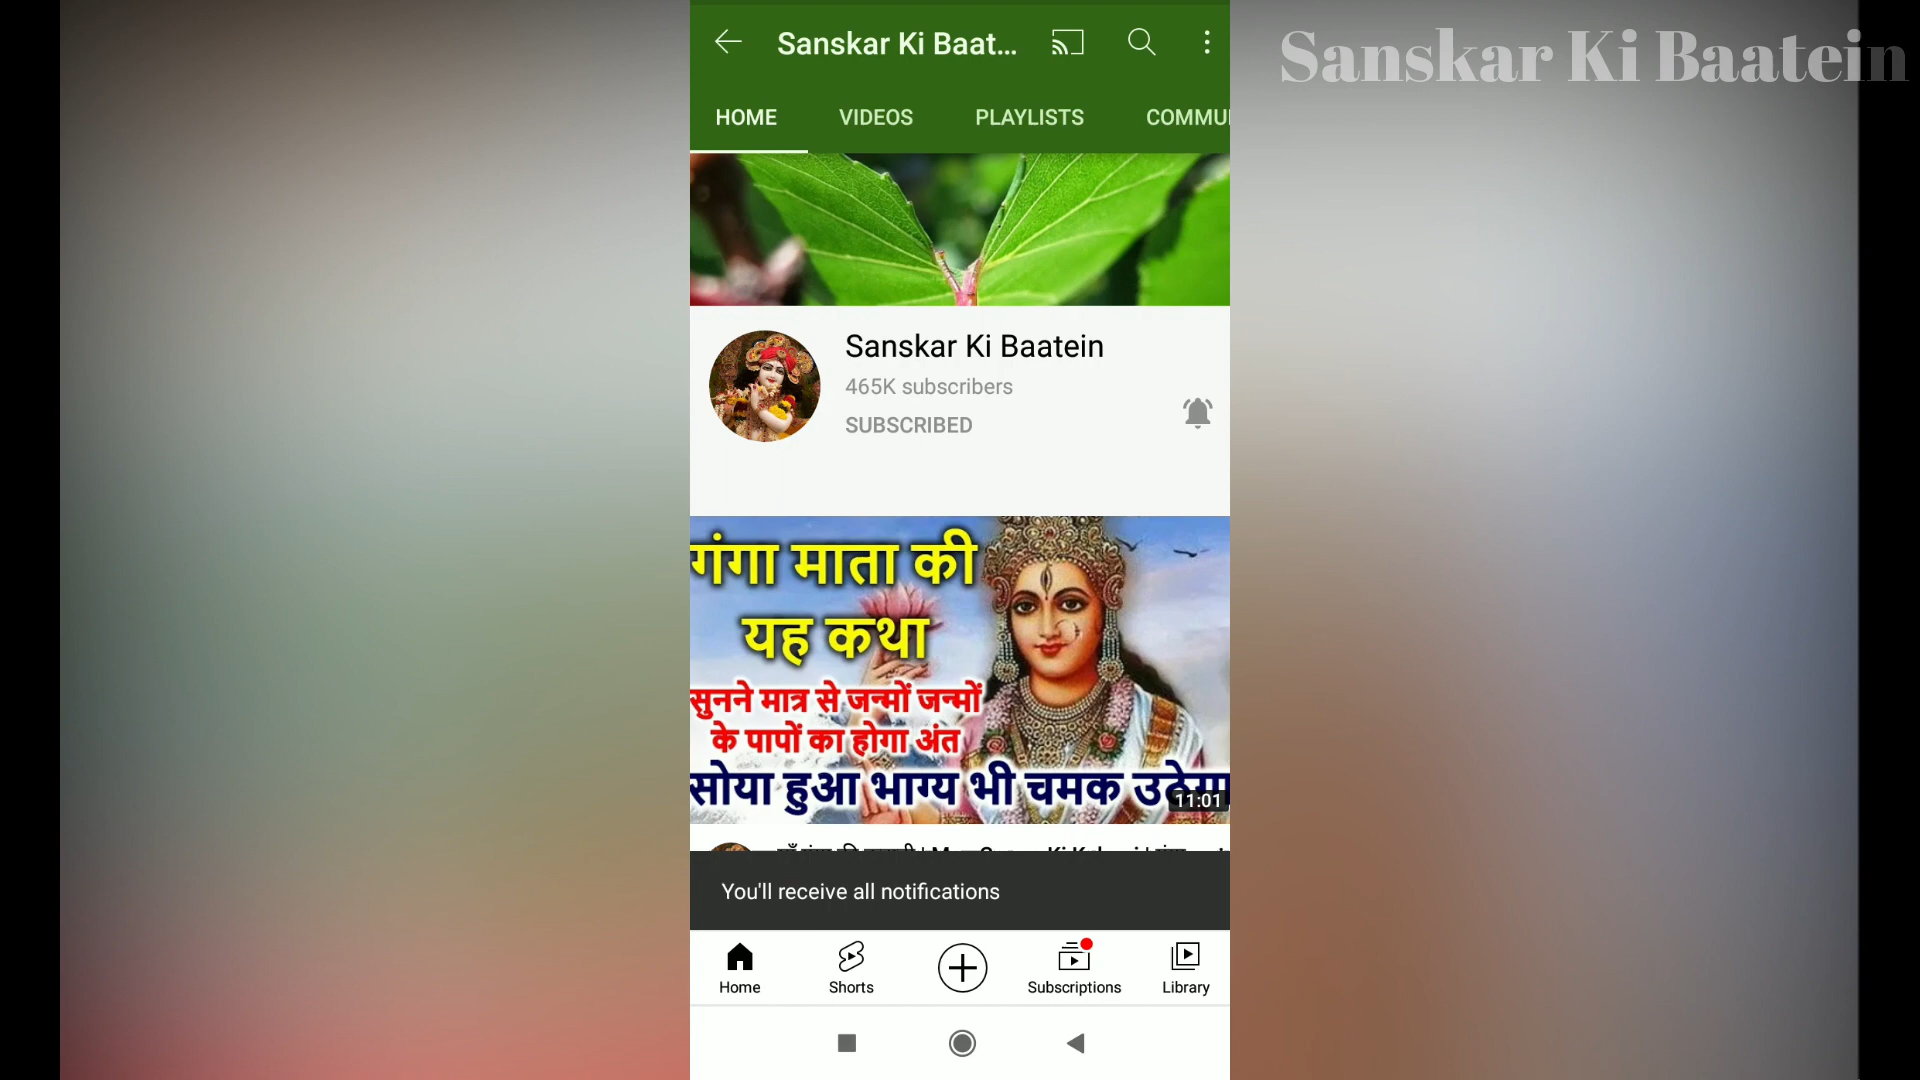 Sanskar Ki Baat...
Sanskar Ki Baatein
HOME VIDEOS PLAYLISTS COMMU
Sanskar Ki Baatein
465K subscribers
SUBSCRIBED
गंगा माता की
यह कथा
सुनने मात्र से जन्मों जन्मों
के पापों का होगा अंत
सोया हुआ भाग्य भी चमक उठेगा
11:01
You'll receive all notifications
Home Shorts Subscriptions Library